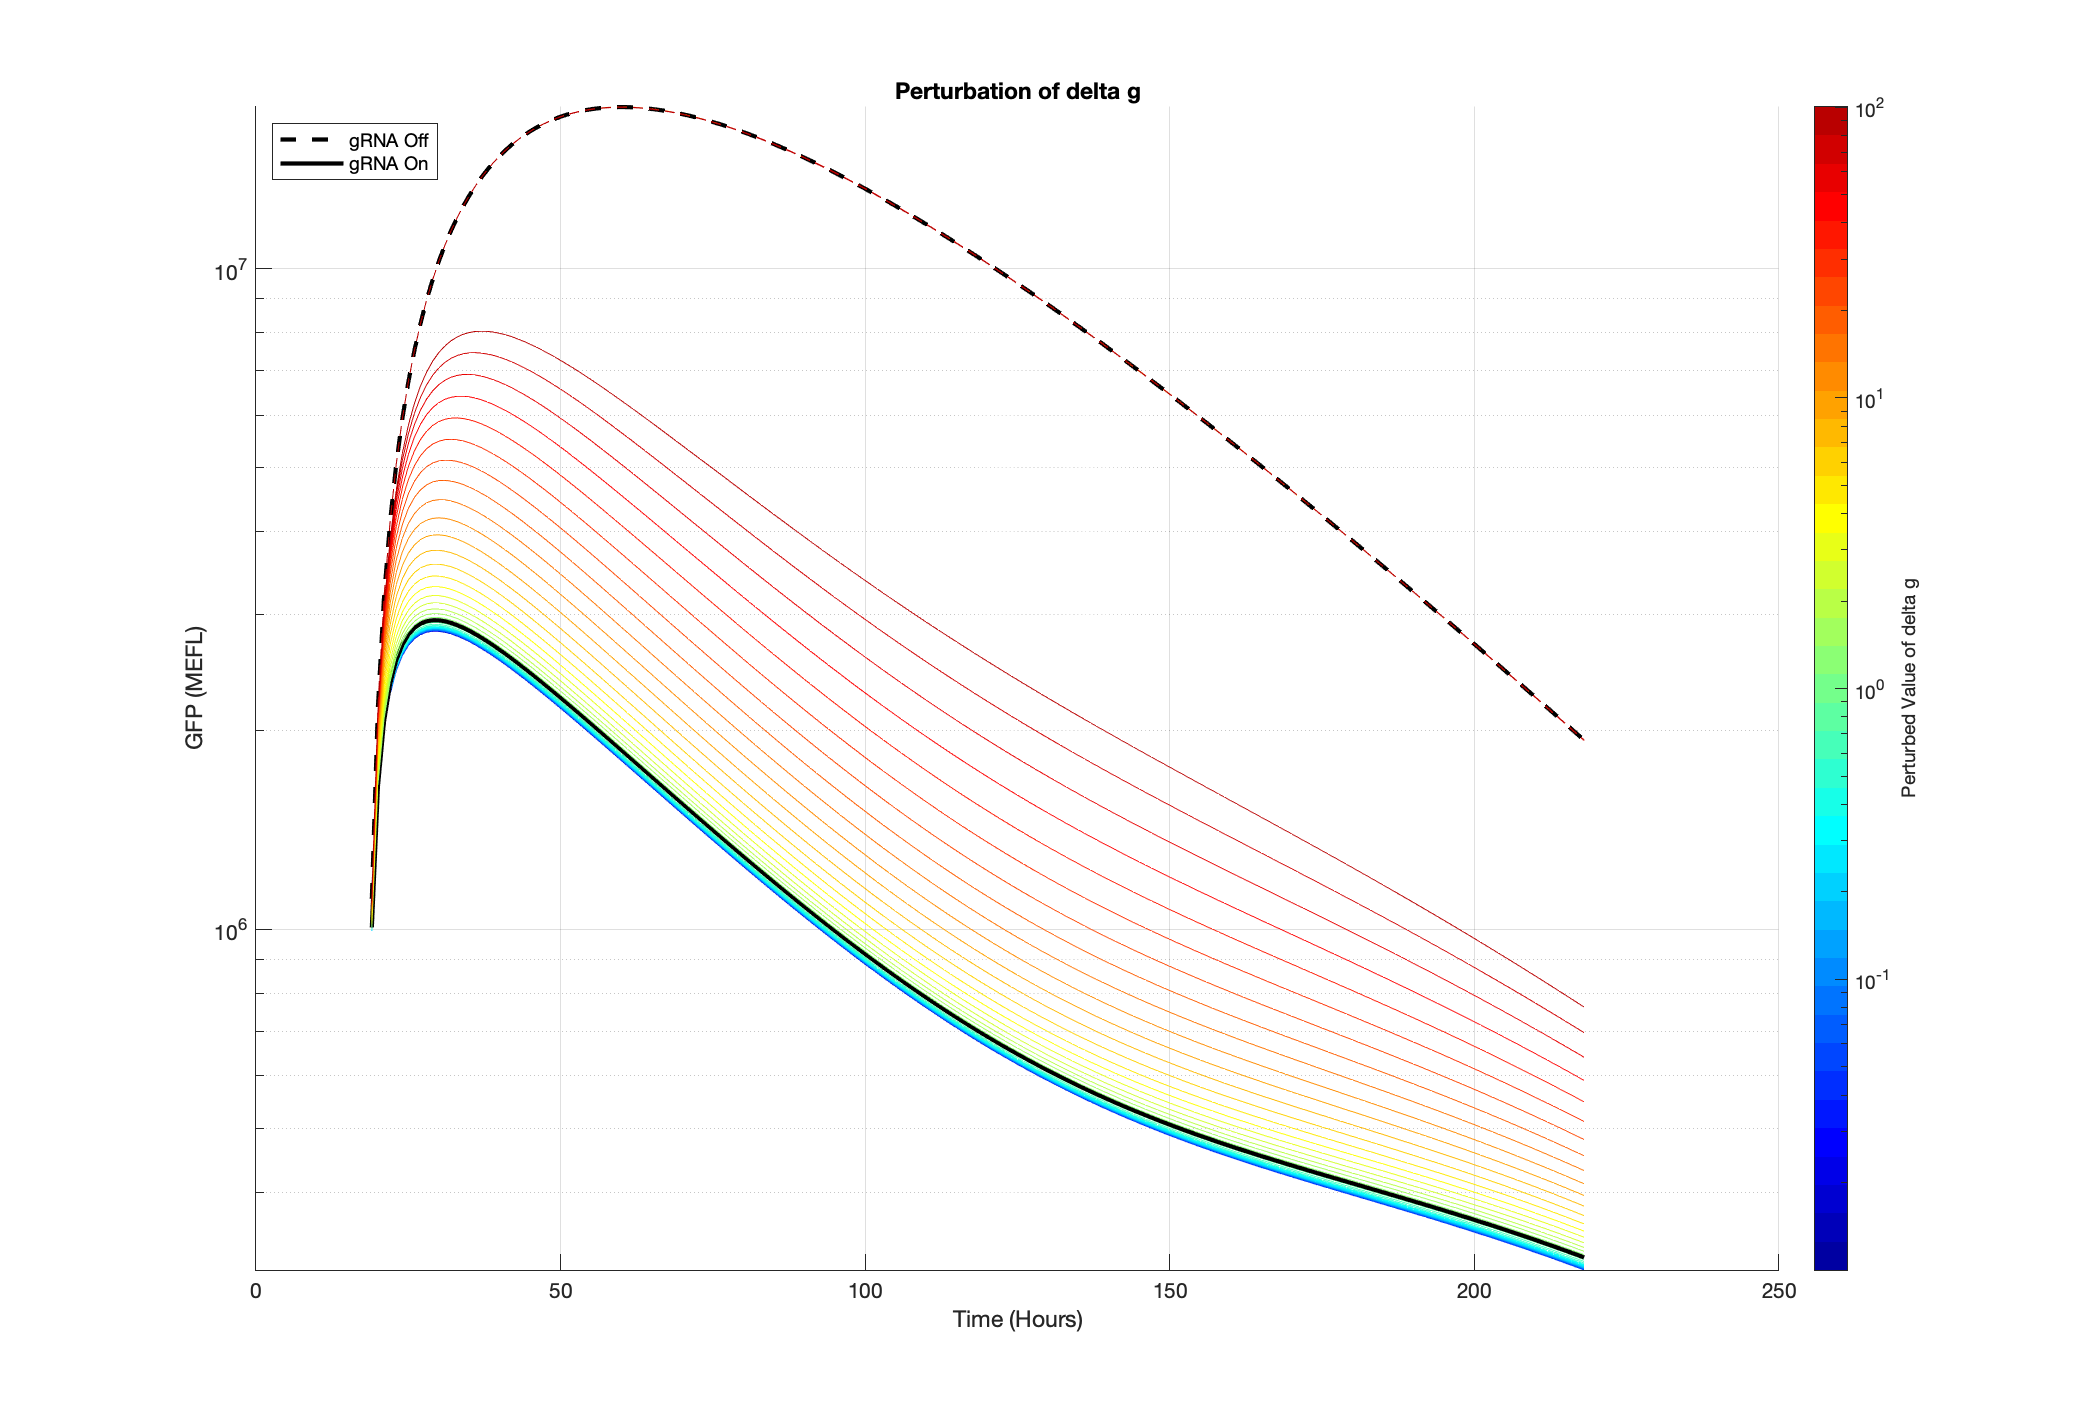 Perturbation of delta g
gRNA Off
gRNA On
10^7
10^6
GFP (MEFL)
0 50 100 150 200 250
Time (Hours)
10^2
10^1
10^0
10^-1
Perturbed Value of delta g